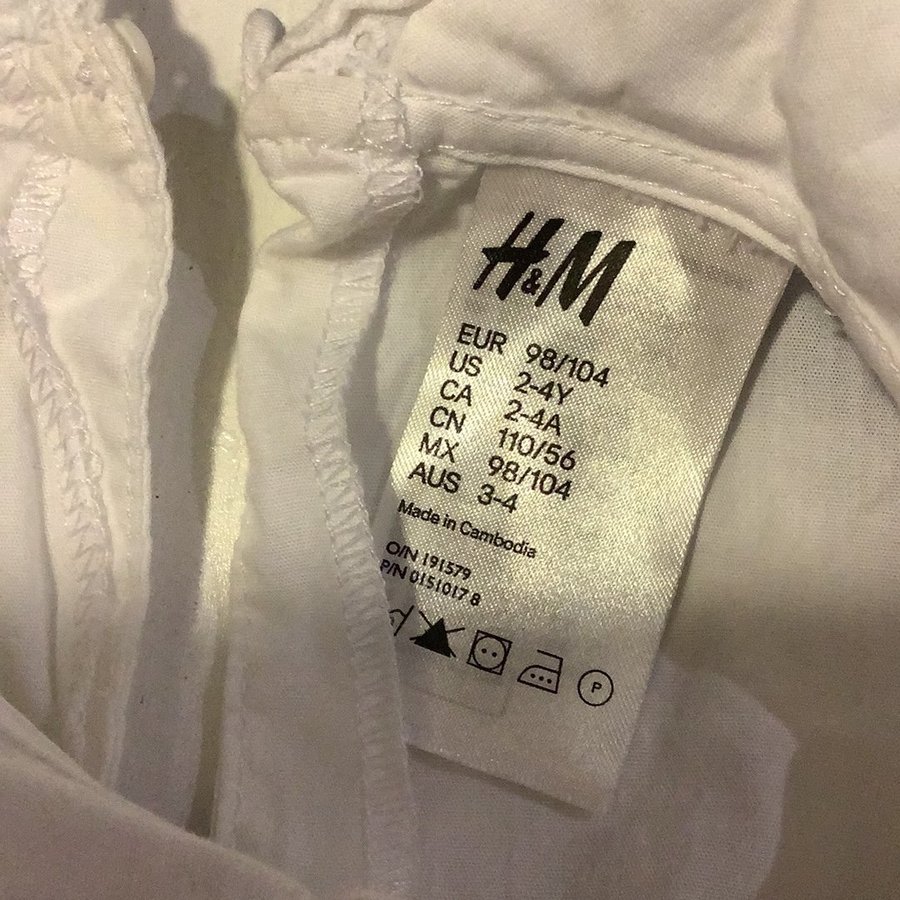 H&M
EUR 98/104
US 2-4Y
CA 2-4A
CN 110/56
MX 98/104
AUS 3-4
Made in Cambodia
O/N 191579
P/N 0151017 8
P